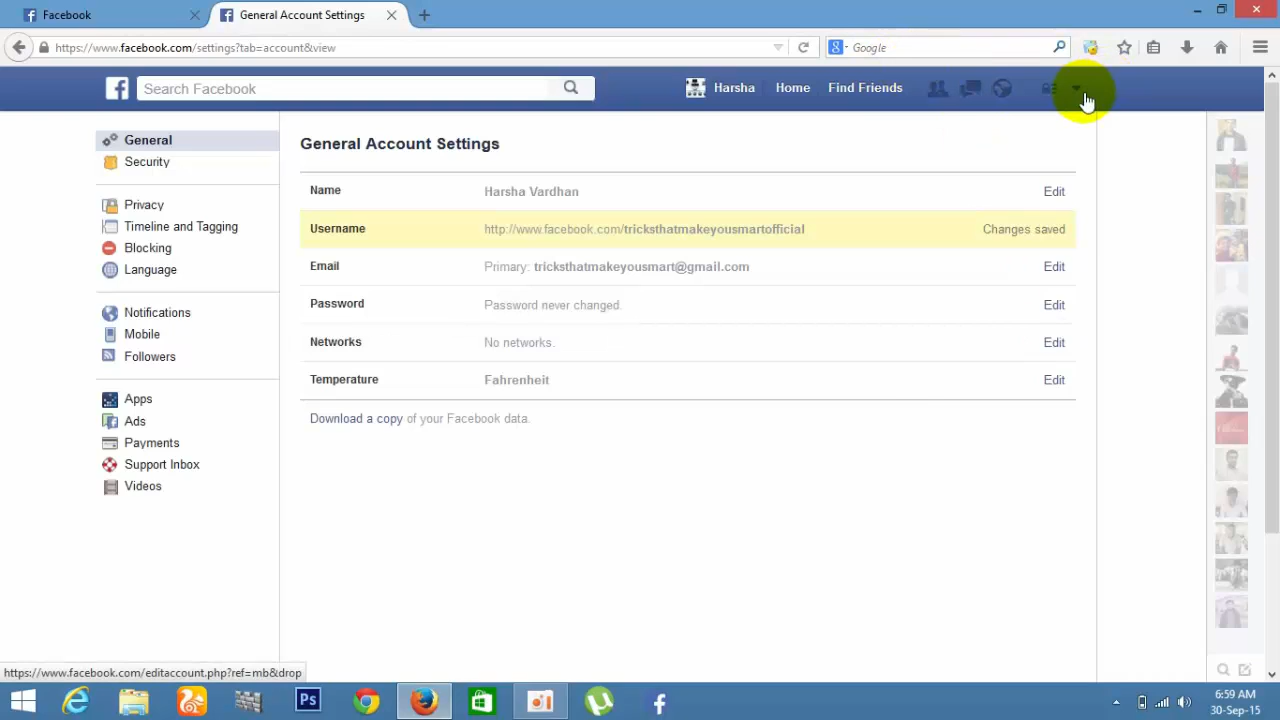 Facebook
General Account Settings
https://www.facebook.com/settings?tab=account&view
Google
Search Facebook
Harsha
Home
Find Friends
General
Security
Privacy
Timeline and Tagging
Blocking
Language
Notifications
Mobile
Followers
Apps
Ads
Payments
Support Inbox
Videos
General Account Settings
Name Harsha Vardhan Edit
Username http://www.facebook.com/tricksthatmakeyousmartofficial Changes saved
Email Primary: tricksthatmakeyousmart@gmail.com Edit
Password Password never changed. Edit
Networks No networks. Edit
Temperature Fahrenheit Edit
Download a copy of your Facebook data.
https://www.facebook.com/editaccount.php?ref=mb&drop
Ps
6:59 AM
30-Sep-15